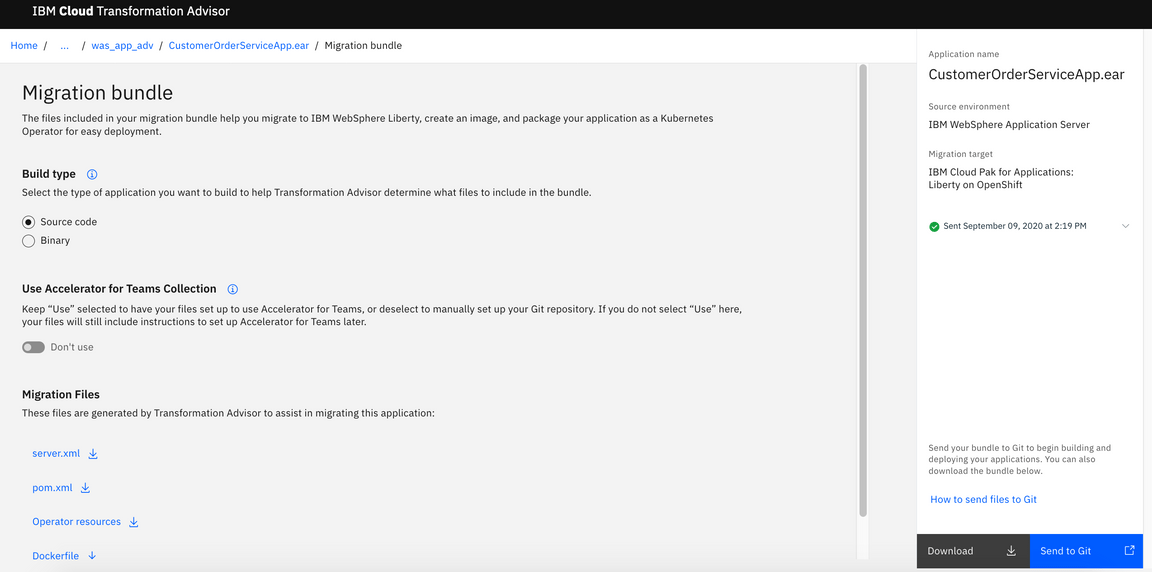 IBM Cloud Transformation Advisor
Home / ... / was_app_adv / CustomerOrderServiceApp.ear / Migration bundle
Migration bundle
The files included in your migration bundle help you migrate to IBM WebSphere Liberty, create an image, and package your application as a Kubernetes
Operator for easy deployment.
Build type
Select the type of application you want to build to help Transformation Advisor determine what files to include in the bundle.
Source code
Binary
Use Accelerator for Teams Collection
Keep “Use” selected to have your files set up to use Accelerator for Teams, or deselect to manually set up your Git repository. If you do not select “Use” here,
your files will still include instructions to set up Accelerator for Teams later.
Don't use
Migration Files
These files are generated by Transformation Advisor to assist in migrating this application:
server.xml
pom.xml
Operator resources
Dockerfile
Application name
CustomerOrderServiceApp.ear
Source environment
IBM WebSphere Application Server
Migration target
IBM Cloud Pak for Applications:
Liberty on OpenShift
Sent September 09, 2020 at 2:19 PM
Send your bundle to Git to begin building and
deploying your applications. You can also
download the bundle below.
How to send files to Git
Download
Send to Git